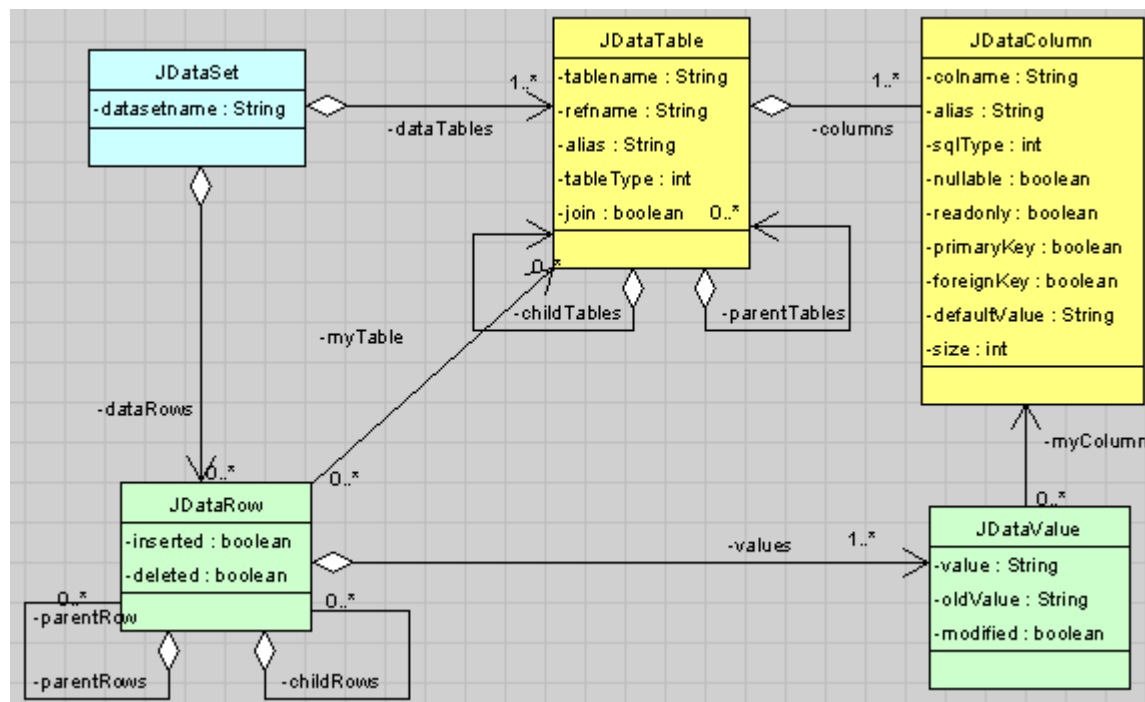 JDataSet
-datasetname : String
1..*
-dataTables
JDataTable
-tablename : String
-refname : String
-alias : String
-tableType : int
-join : boolean
0..*
1..*
-columns
JDataColumn
-colname : String
-alias : String
-sqlType : int
-nullable : boolean
-readonly : boolean
-primaryKey : boolean
-foreignKey : boolean
-defaultValue : String
-size : int
0..*
-childTables
-parentTables
-myTable
-dataRows
0..*
0..*
-myColumn
0..*
JDataRow
-inserted : boolean
-deleted : boolean
-values
1..*
JDataValue
-value : String
-oldValue : String
-modified : boolean
0..*
-parentRow
0..*
-parentRows
-childRows